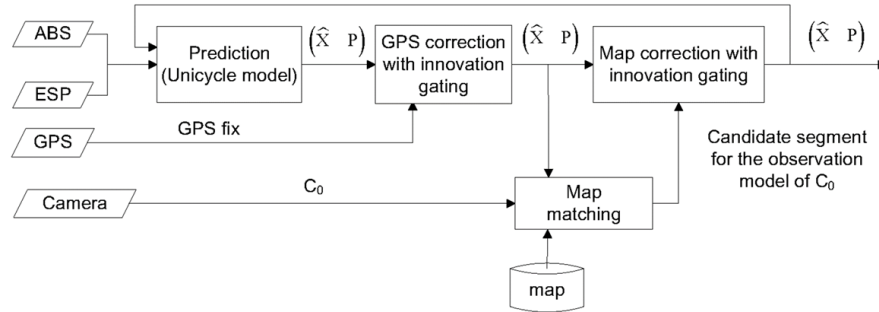 ABS
ESP
GPS
Camera
Prediction
(Unicycle model)
(X̂ P)
GPS correction
with innovation
gating
(X̂ P)
Map correction with
innovation gating
(X̂ P)
GPS fix
C₀
Map
matching
map
Candidate segment
for the observation
model of C₀